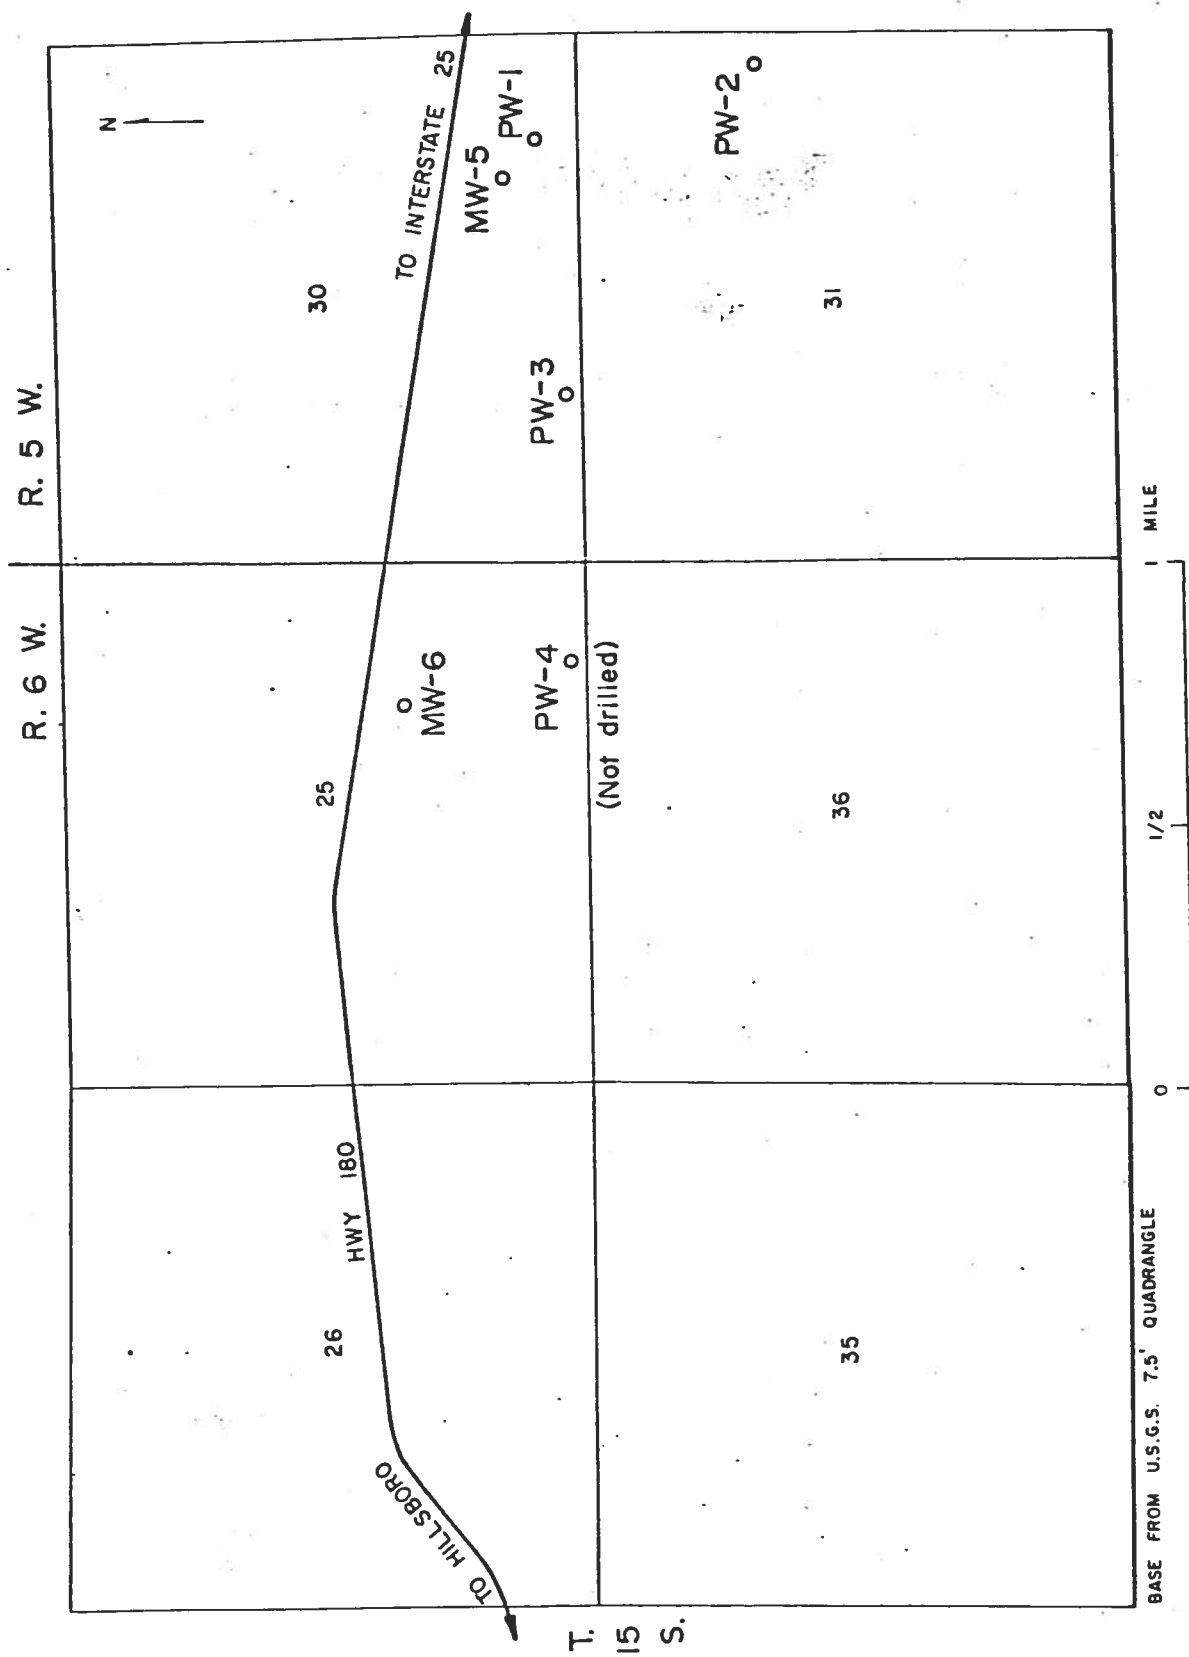 R. 6 W.
R. 5 W.
N
TO INTERSTATE 25
30
25
26
HWY 180
TO HILLSBORO
MW-5
PW-1
MW-6
PW-3
PW-4
(Not drilled)
T.
15
S.
PW-2
31
36
35
BASE FROM U.S.G.S. 7.5' QUADRANGLE
0
1/2
1 MILE